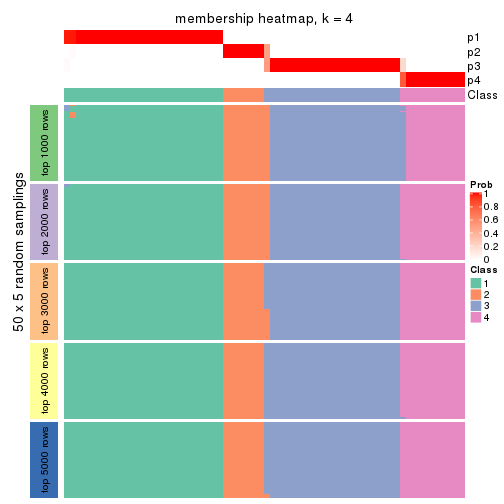 membership heatmap, k = 4
p1
p2
p3
p4
Class
50 x 5 random samplings
top 1000 rows
top 2000 rows
top 3000 rows
top 4000 rows
top 5000 rows
Prob
1
0.8
0.6
0.4
0.2
0
Class
1
2
3
4